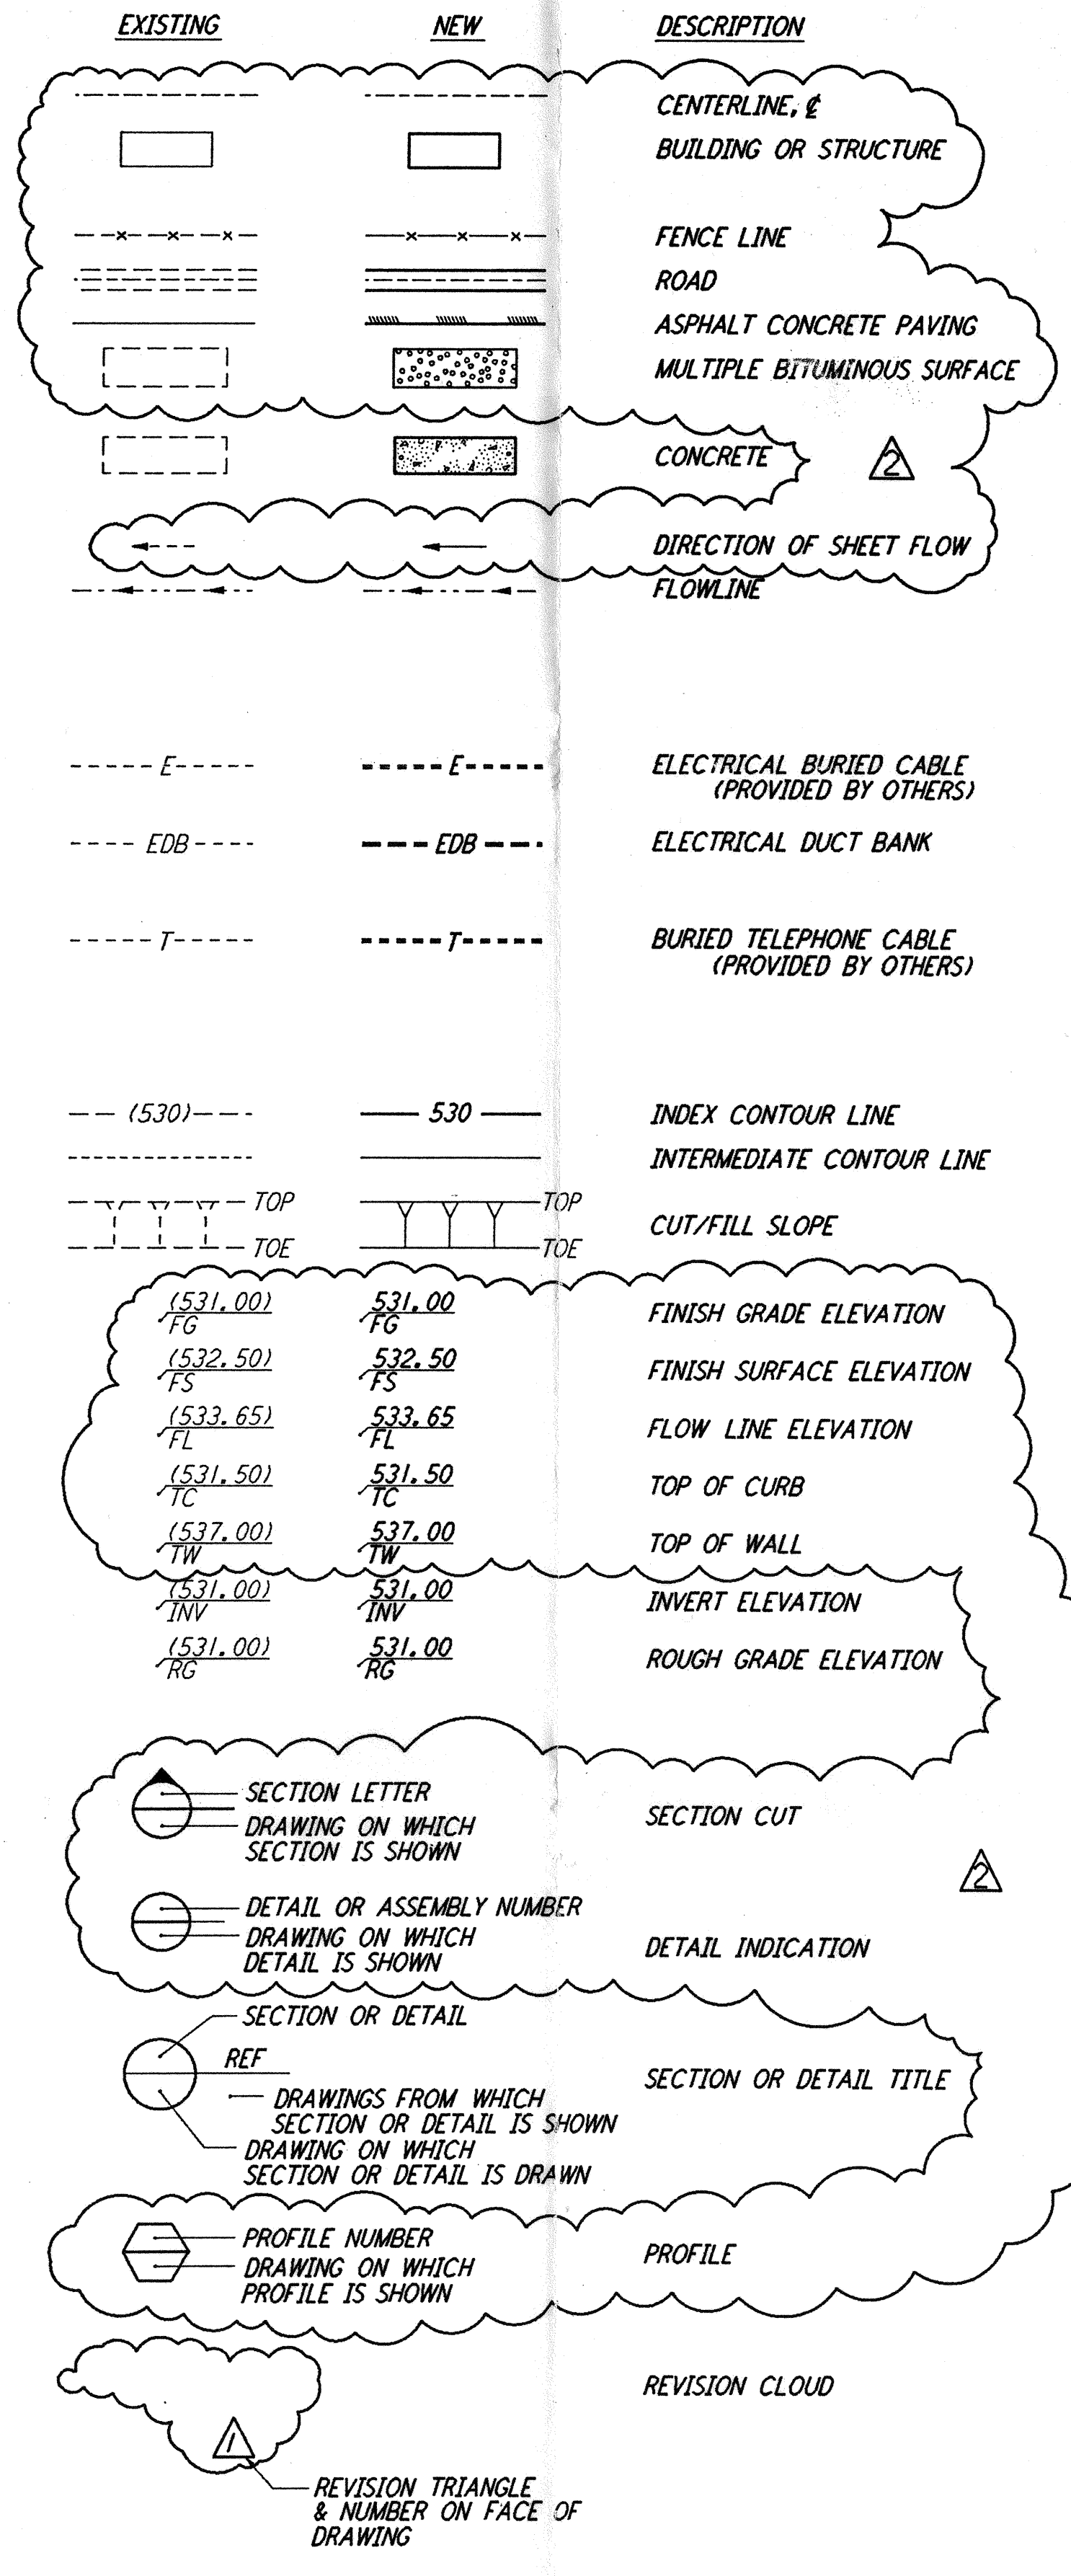 EXISTING NEW DESCRIPTION
CENTERLINE, ℄
BUILDING OR STRUCTURE
FENCE LINE
ROAD
ASPHALT CONCRETE PAVING
MULTIPLE BITUMINOUS SURFACE
CONCRETE
2
DIRECTION OF SHEET FLOW
FLOWLINE
E E ELECTRICAL BURIED CABLE
(PROVIDED BY OTHERS)
EDB EDB ELECTRICAL DUCT BANK
T T BURIED TELEPHONE CABLE
(PROVIDED BY OTHERS)
(530) 530 INDEX CONTOUR LINE
INTERMEDIATE CONTOUR LINE
TOP TOP
CUT/FILL SLOPE
TOE TOE
(531.00) 531.00 FINISH GRADE ELEVATION
FG FG
(532.50) 532.50 FINISH SURFACE ELEVATION
FS FS
(533.65) 533.65 FLOW LINE ELEVATION
FL FL
(531.50) 531.50 TOP OF CURB
TC TC
(537.00) 537.00 TOP OF WALL
TW TW
(531.00) 531.00 INVERT ELEVATION
INV INV
(531.00) 531.00 ROUGH GRADE ELEVATION
RG RG
SECTION LETTER
DRAWING ON WHICH
SECTION IS SHOWN
SECTION CUT
2
DETAIL OR ASSEMBLY NUMBER
DRAWING ON WHICH
DETAIL IS SHOWN
DETAIL INDICATION
SECTION OR DETAIL
REF
DRAWINGS FROM WHICH
SECTION OR DETAIL IS SHOWN
DRAWING ON WHICH
SECTION OR DETAIL IS DRAWN
SECTION OR DETAIL TITLE
PROFILE NUMBER
DRAWING ON WHICH
PROFILE IS SHOWN
PROFILE
REVISION CLOUD
1
REVISION TRIANGLE
& NUMBER ON FACE OF
DRAWING